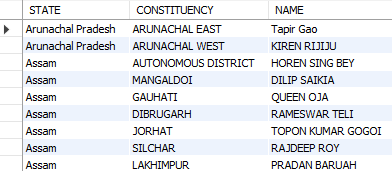 STATE CONSTITUENCY NAME
Arunachal Pradesh ARUNACHAL EAST Tapir Gao
Arunachal Pradesh ARUNACHAL WEST KIREN RIJIJU
Assam AUTONOMOUS DISTRICT HOREN SING BEY
Assam MANGALDOI DILIP SAIKIA
Assam GAUHATI QUEEN OJA
Assam DIBRUGARH RAMESWAR TELI
Assam JORHAT TOPON KUMAR GOGOI
Assam SILCHAR RAJDEEP ROY
Assam LAKHIMPUR PRADAN BARUAH